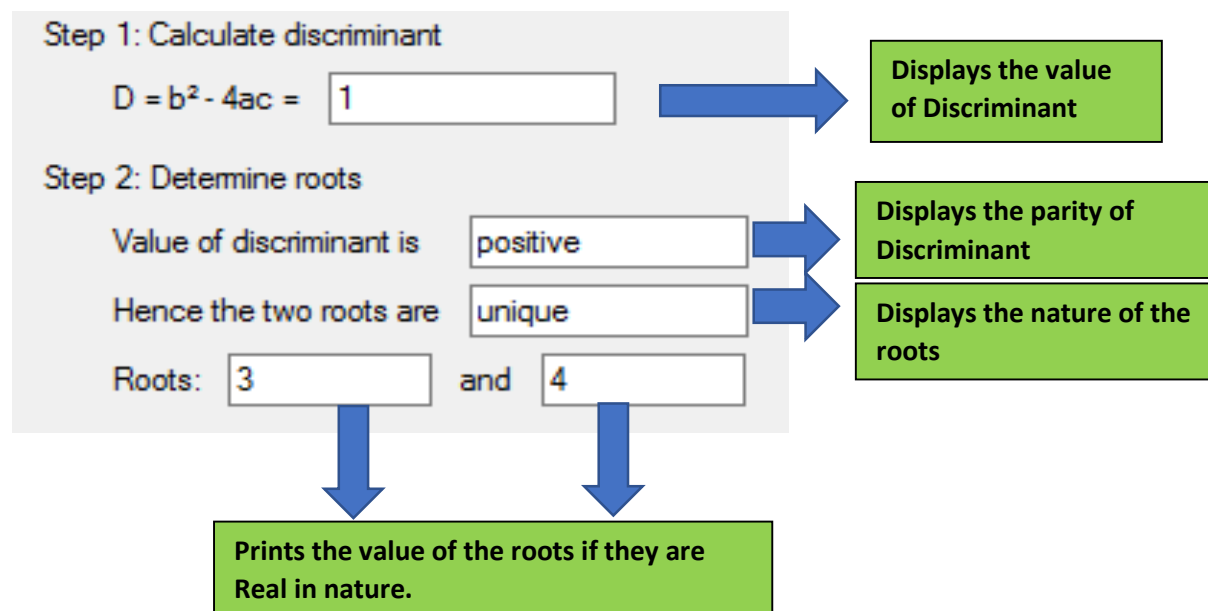 Step 1: Calculate discriminant
D = b² - 4ac = 1
Displays the value
of Discriminant
Step 2: Determine roots
Value of discriminant is positive
Displays the parity of
Discriminant
Hence the two roots are unique
Displays the nature of the
roots
Roots: 3 and 4
Prints the value of the roots if they are
Real in nature.